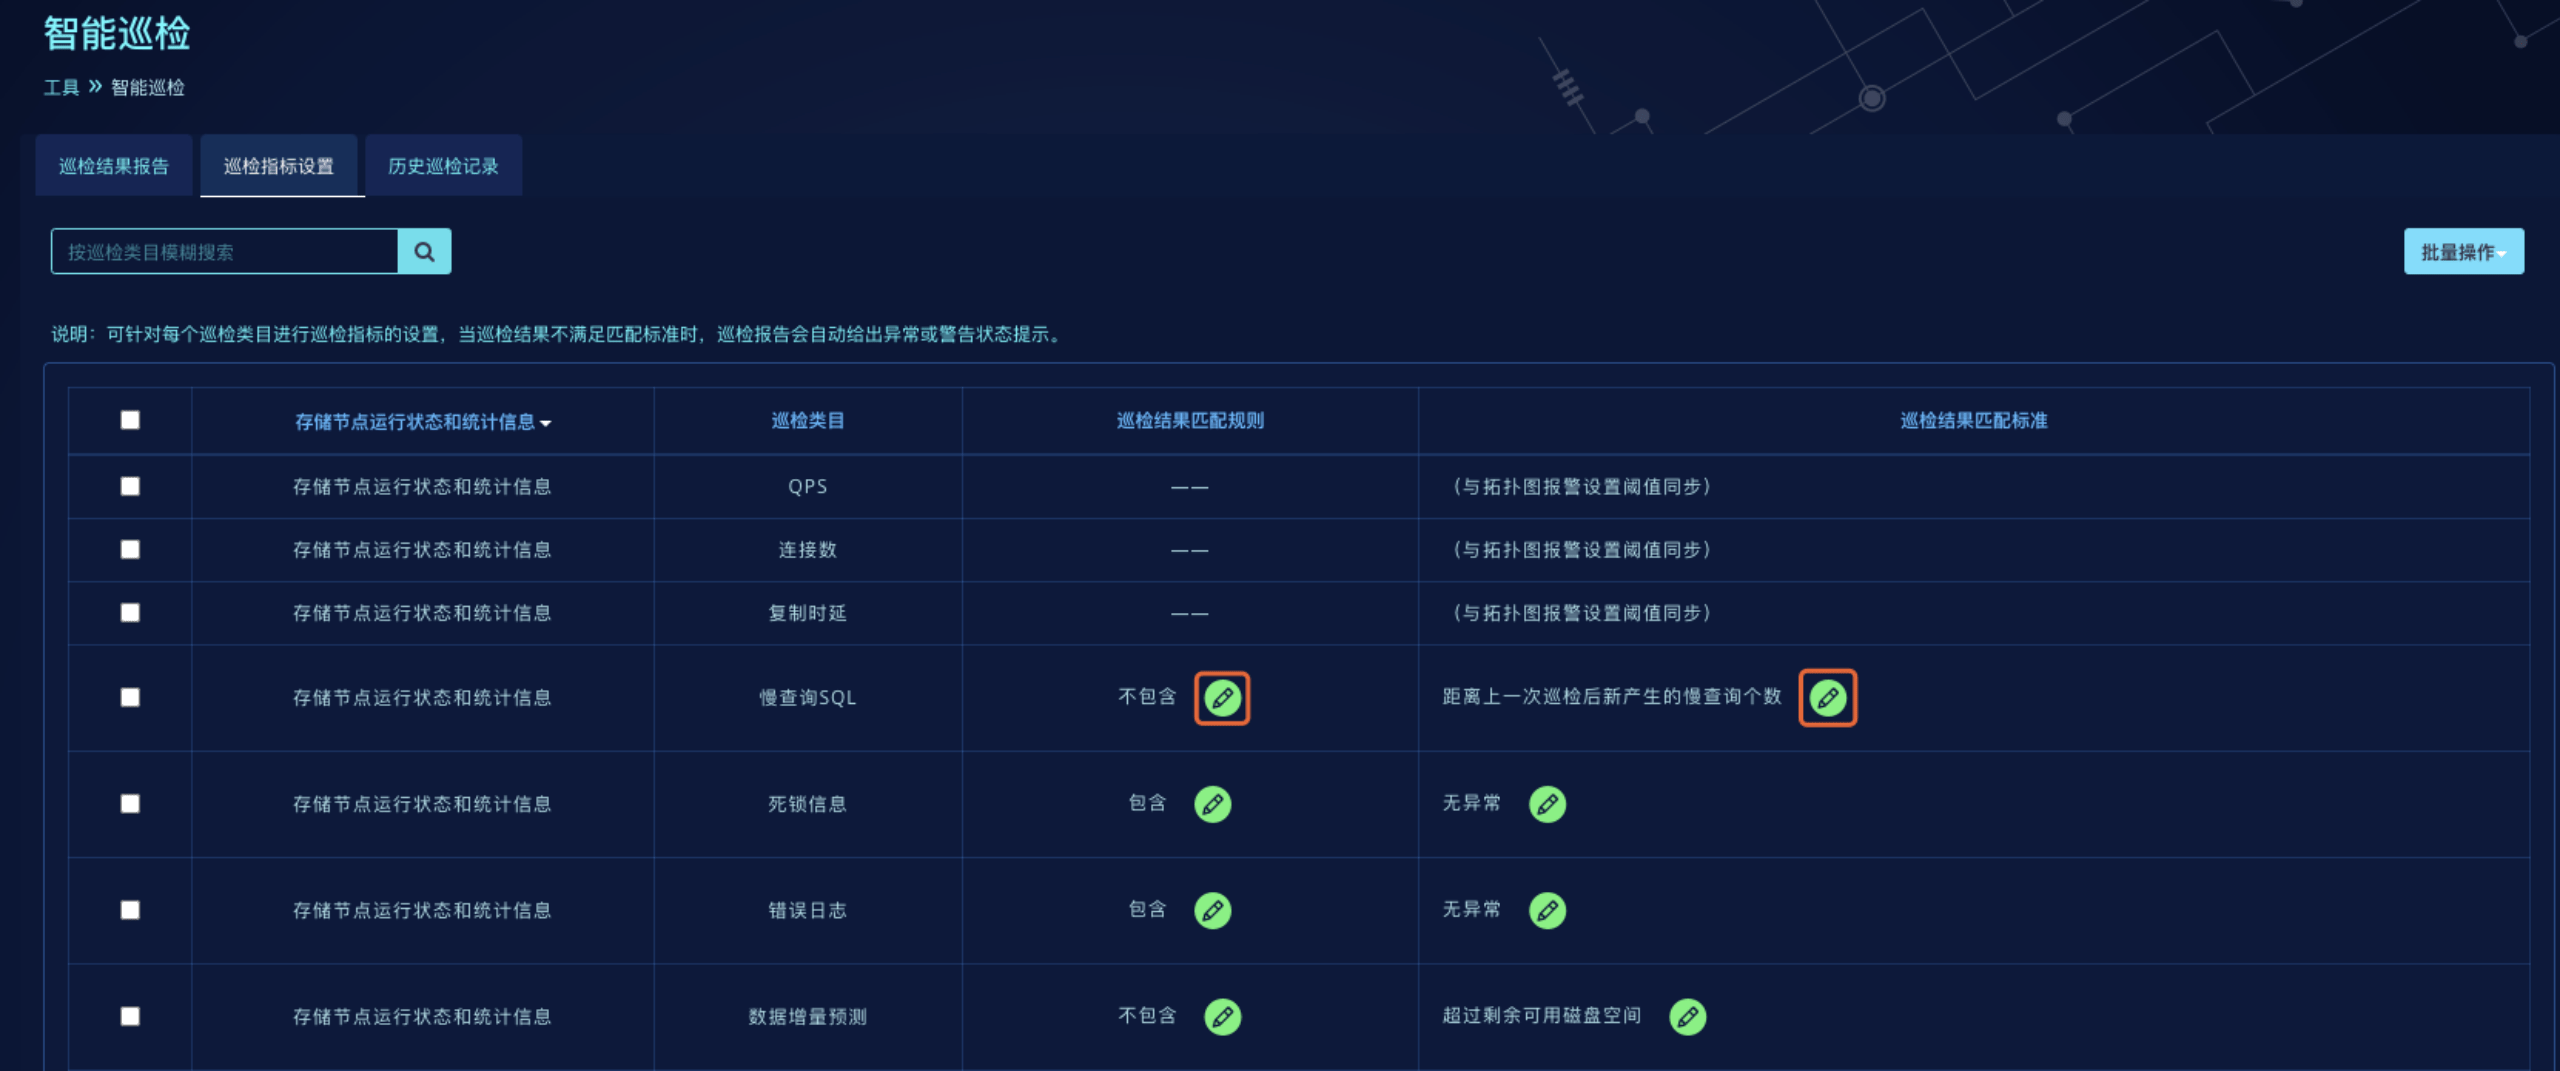 智能巡检
工具 » 智能巡检
巡检结果报告 巡检指标设置 历史巡检记录
按巡检类目模糊搜索 批量操作
说明：可针对每个巡检类目进行巡检指标的设置，当巡检结果不满足匹配标准时，巡检报告会自动给出异常或警告状态提示。
存储节点运行状态和统计信息 巡检类目 巡检结果匹配规则 巡检结果匹配标准
存储节点运行状态和统计信息 QPS —— （与拓扑图报警设置阈值同步）
存储节点运行状态和统计信息 连接数 —— （与拓扑图报警设置阈值同步）
存储节点运行状态和统计信息 复制时延 —— （与拓扑图报警设置阈值同步）
存储节点运行状态和统计信息 慢查询SQL 不包含 距离上一次巡检后新产生的慢查询个数
存储节点运行状态和统计信息 死锁信息 包含 无异常
存储节点运行状态和统计信息 错误日志 包含 无异常
存储节点运行状态和统计信息 数据增量预测 不包含 超过剩余可用磁盘空间